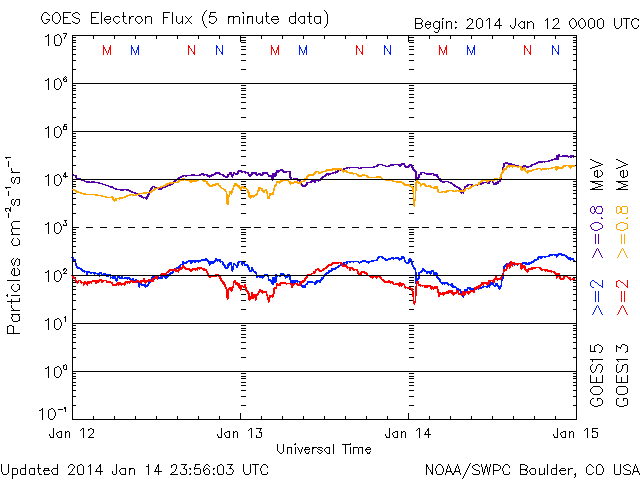 GOES Electron Flux (5 minute data)
Begin: 2014 Jan 12 0000 UTC
10⁷
M M N N M M N N M M N N
10⁶
10⁵
10⁴
10³
10²
10¹
10⁰
10⁻¹
Particles cm⁻²s⁻¹sr⁻¹
Jan 12 Jan 13 Jan 14 Jan 15
Universal Time
GOES15 >=2 >=0.8 MeV
GOES13 >=2 >=0.8 MeV
Updated 2014 Jan 14 23:56:03 UTC
NOAA/SWPC Boulder, CO USA